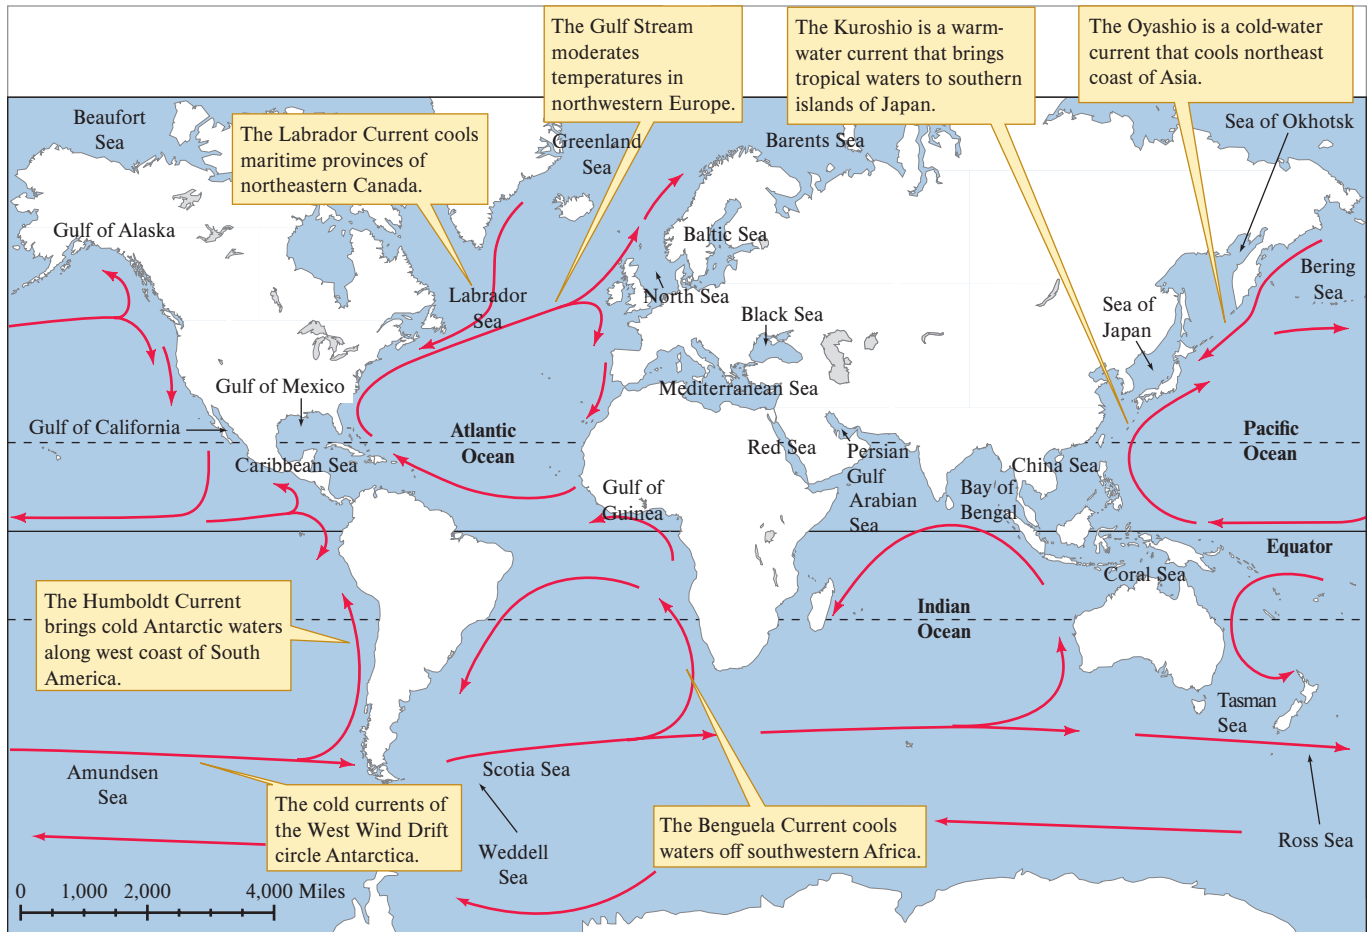 The Gulf Stream
moderates
temperatures in
northwestern Europe.
The Kuroshio is a warm-
water current that brings
tropical waters to southern
islands of Japan.
The Oyashio is a cold-water
current that cools northeast
coast of Asia.
Beaufort
Sea
The Labrador Current cools
maritime provinces of
northeastern Canada.
Greenland
Sea
Barents Sea
Sea of Okhotsk
Gulf of Alaska
Baltic Sea
Bering
Sea
Labrador
Sea
North Sea
Black Sea
Sea of
Japan
Gulf of Mexico
Mediterranean Sea
Gulf of California
Atlantic
Ocean
Red Sea
Persian
Gulf
Arabian
Sea
Pacific
Ocean
Caribbean Sea
China Sea
Gulf of
Guinea
Bay of
Bengal
Equator
Coral Sea
The Humboldt Current
brings cold Antarctic waters
along west coast of South
America.
Indian
Ocean
Tasman
Sea
Amundsen
Sea
Scotia Sea
The cold currents of
the West Wind Drift
circle Antarctica.
The Benguela Current cools
waters off southwestern Africa.
Ross Sea
Weddell
Sea
0 1,000 2,000 4,000 Miles